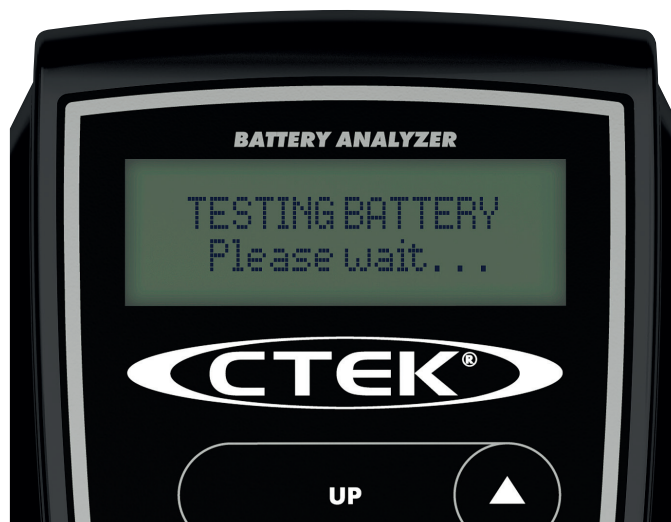 BATTERY ANALYZER
TESTING BATTERY
Please wait...
CTEK®
UP